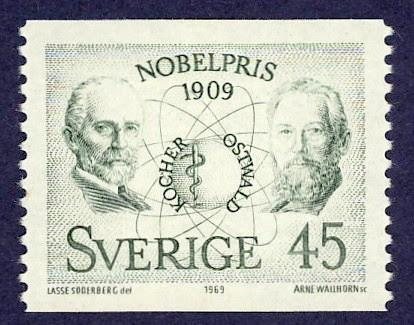 NOBELPRIS
1909
KOCHER
OSTWALD
SVERIGE 45
LASSE SÖDERBERG del 1969 ARNE WALLHORN sc